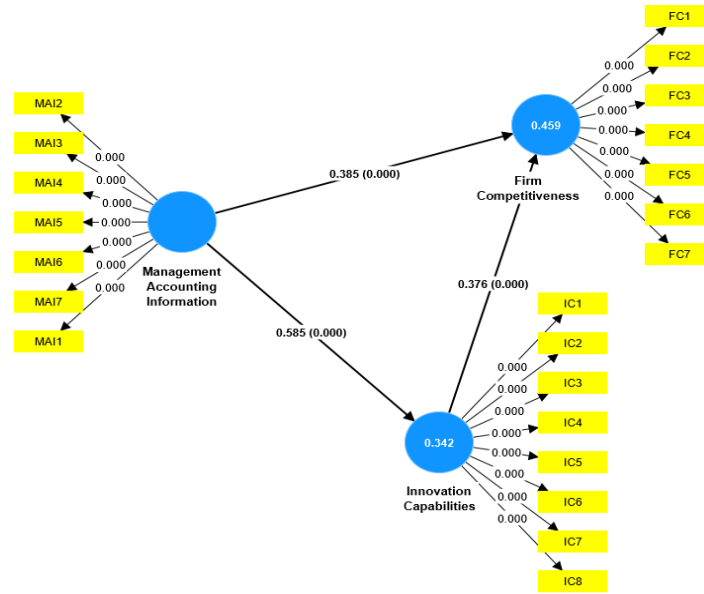 MAI2
MAI3
MAI4
MAI5
MAI6
MAI7
MAI1
0.000
0.000
0.000
0.000
0.000
0.000
0.000
Management
Accounting
Information
0.385 (0.000)
0.585 (0.000)
0.376 (0.000)
0.459
Firm
Competitiveness
0.000
0.000
0.000
0.000
0.000
0.000
0.000
FC1
FC2
FC3
FC4
FC5
FC6
FC7
0.342
Innovation
Capabilities
0.000
0.000
0.000
0.000
0.000
0.000
0.000
0.000
IC1
IC2
IC3
IC4
IC5
IC6
IC7
IC8